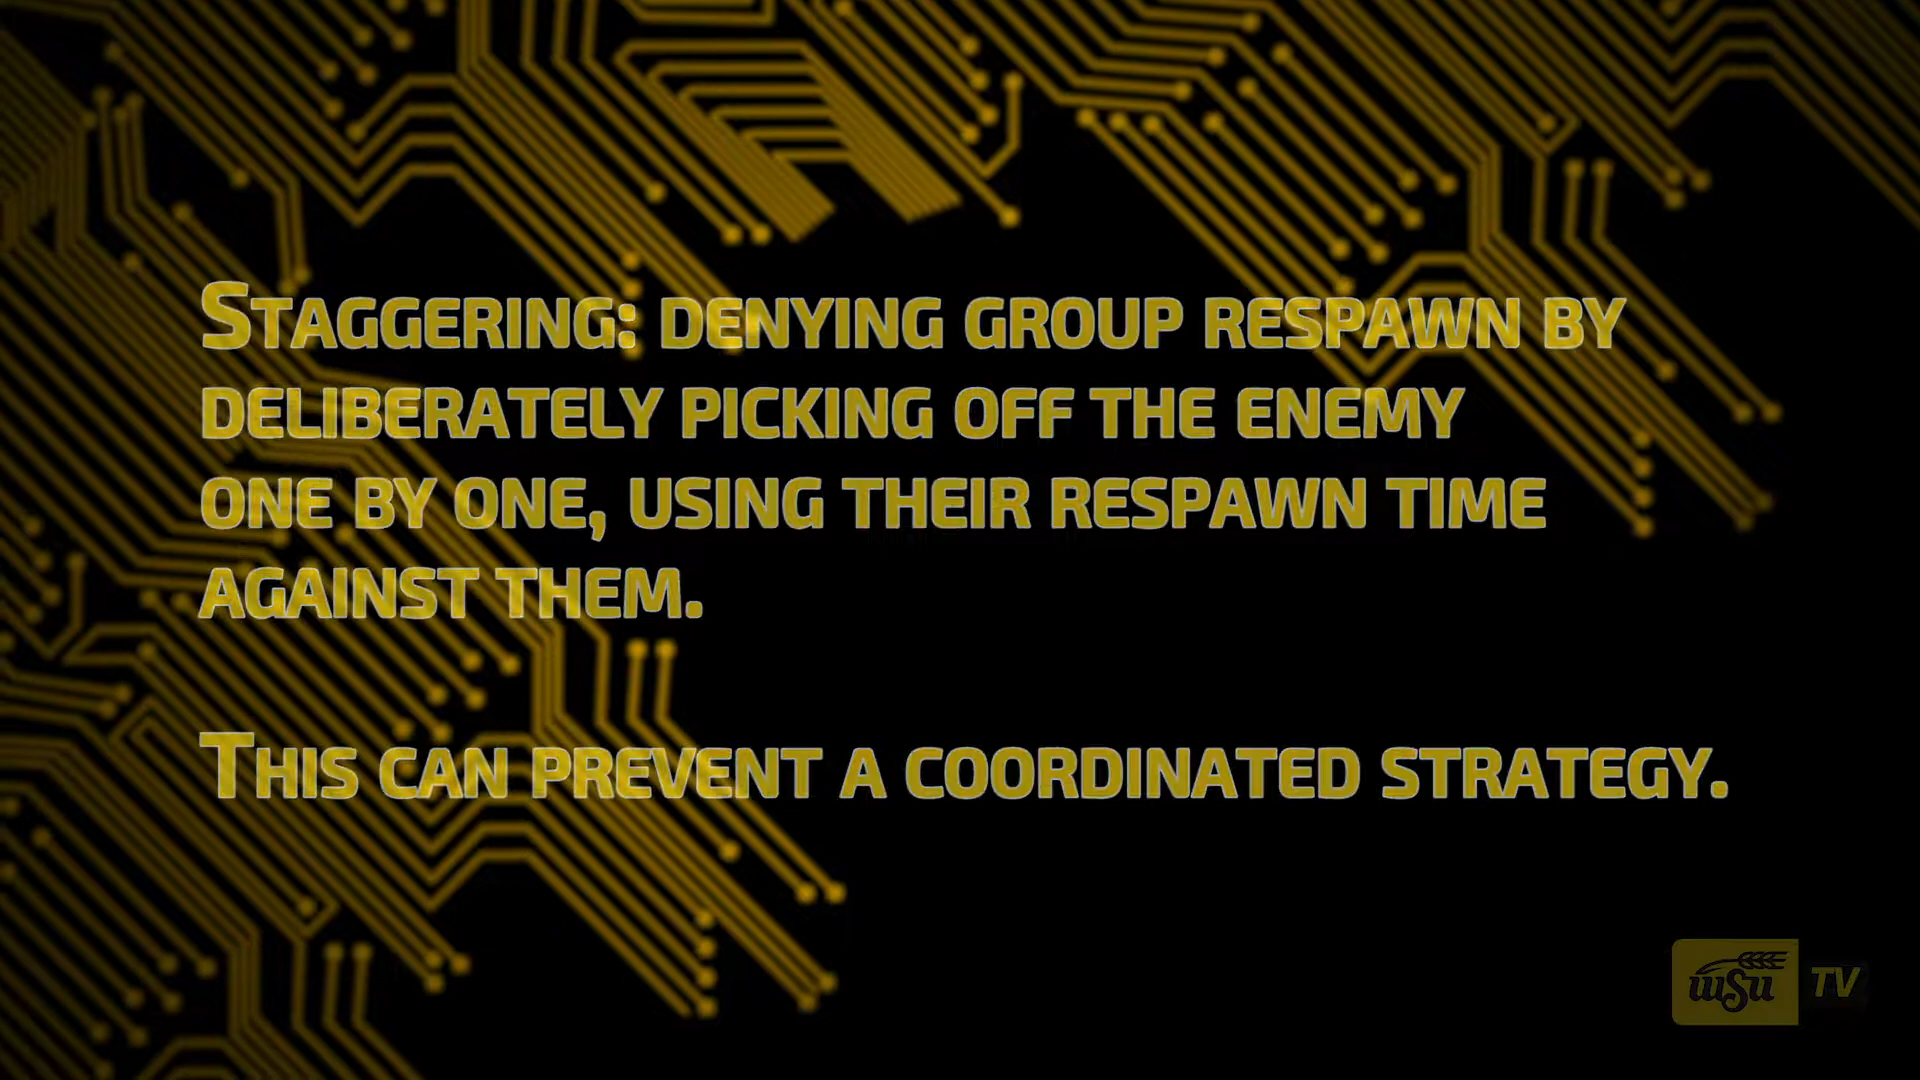 Staggering: denying group respawn by
deliberately picking off the enemy
one by one, using their respawn time
against them.
This can prevent a coordinated strategy.
WSU TV